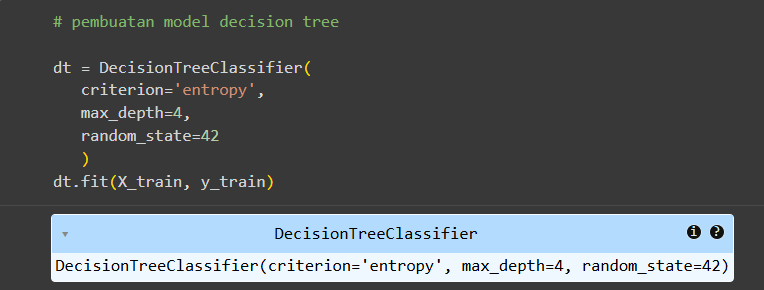 # pembuatan model decision tree
dt = DecisionTreeClassifier(
criterion='entropy',
max_depth=4,
random_state=42
)
dt.fit(X_train, y_train)
▾ DecisionTreeClassifier i ?
DecisionTreeClassifier(criterion='entropy', max_depth=4, random_state=42)